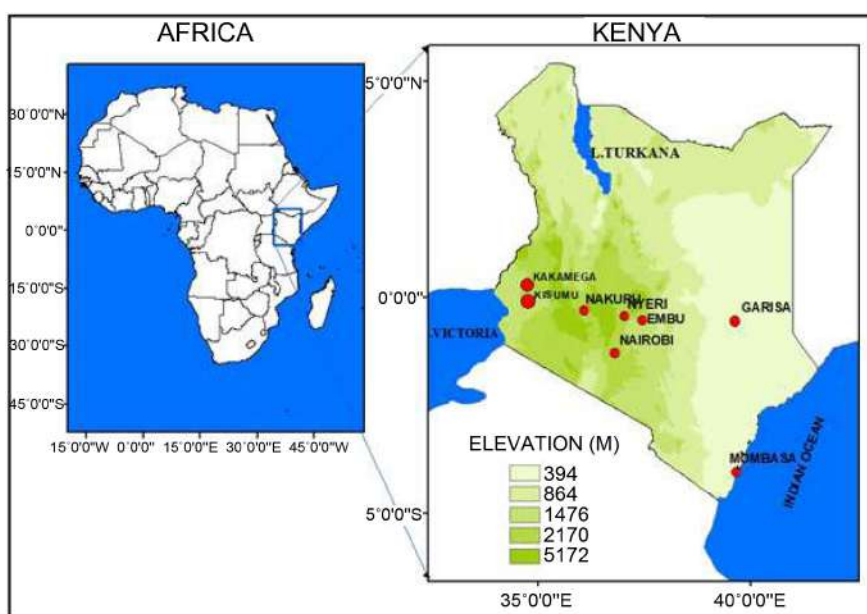 AFRICA
30°0'0"N
15°0'0"N
0°0'0"
15°0'0"S
30°0'0"S
45°0'0"S
15°0'0"W 0°0'0" 15°0'0"E 30°0'0"E 45°0'0"W
KENYA
5°0'0"N
0°0'0"
5°0'0"S
L.TURKANA
KAKAMEGA
KISUMU
NAKURU
NYERI
EMBU
GARISA
.VICTORIA
NAIROBI
MOMBASA
INDIAN OCEAN
ELEVATION (M)
394
864
1476
2170
5172
35°0'0"E 40°0'0"E